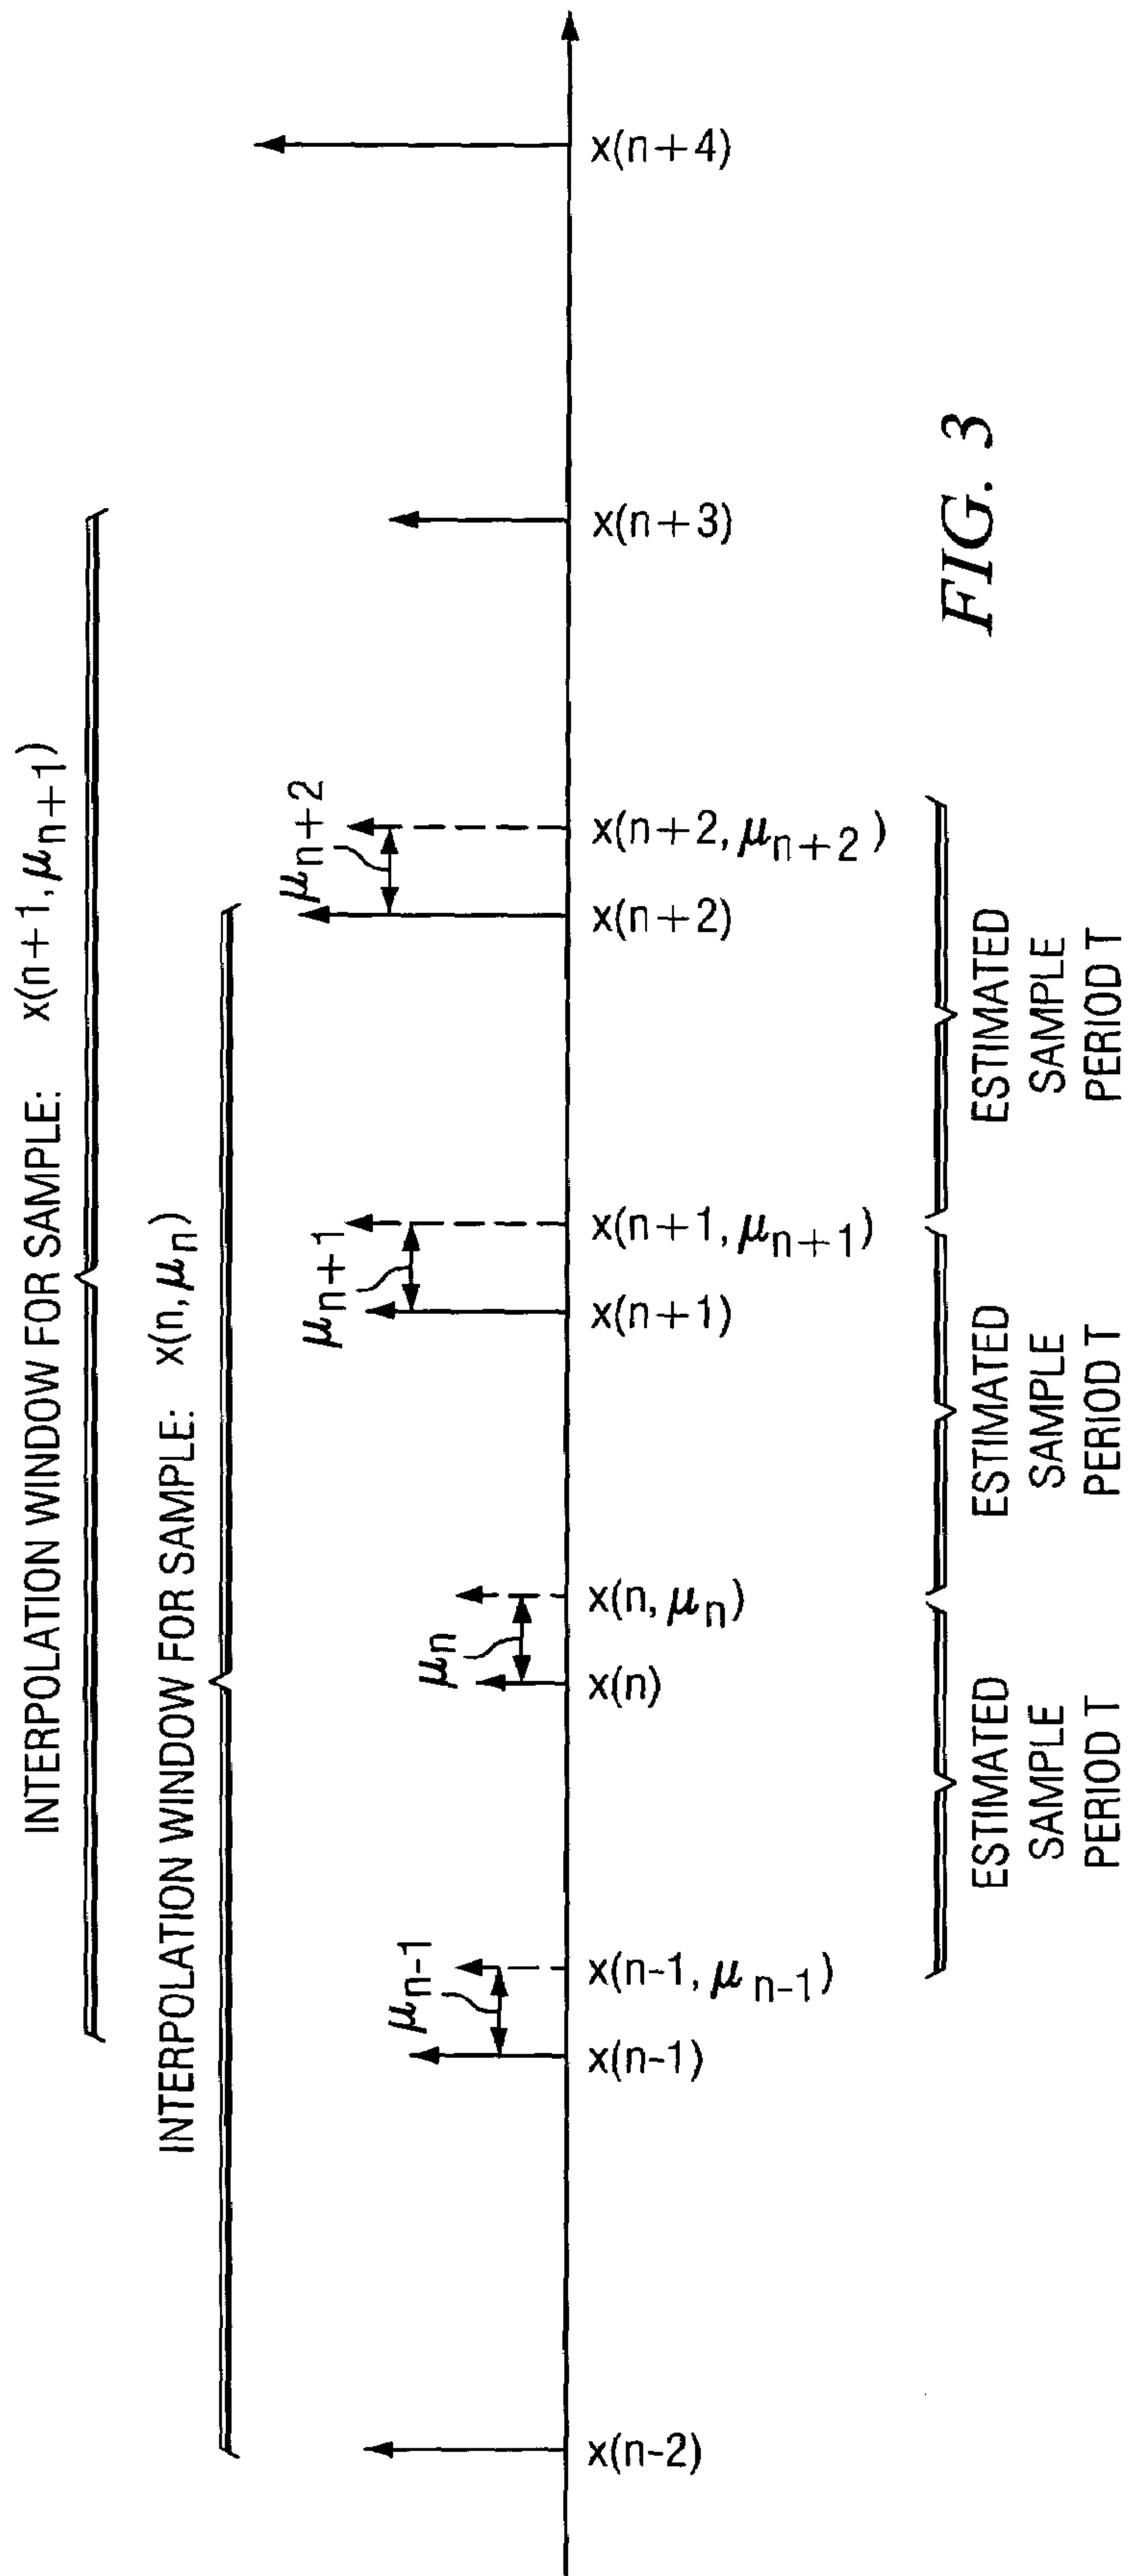 INTERPOLATION WINDOW FOR SAMPLE: x(n+1, μn+1)
INTERPOLATION WINDOW FOR SAMPLE: x(n, μn)
μn-1
μn
μn+1
μn+2
x(n-2)
x(n-1)
x(n-1, μn-1)
x(n)
x(n, μn)
x(n+1)
x(n+1, μn+1)
x(n+2)
x(n+2, μn+2)
x(n+3)
x(n+4)
ESTIMATED
SAMPLE
PERIOD T
ESTIMATED
SAMPLE
PERIOD T
ESTIMATED
SAMPLE
PERIOD T
FIG. 3